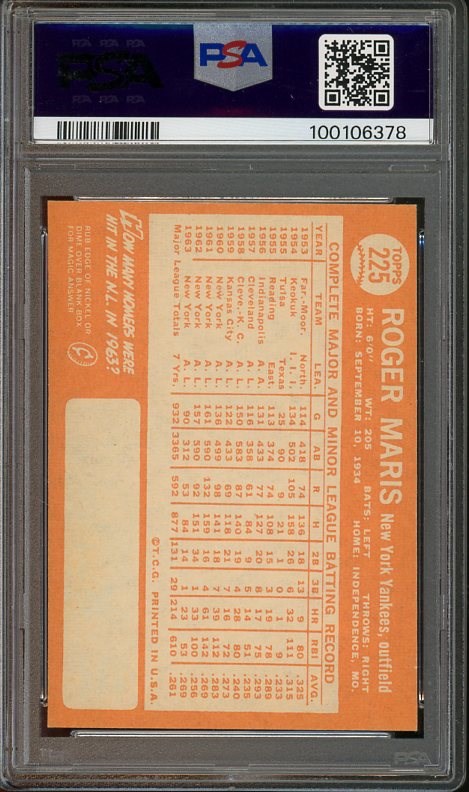 PSA
PSA
100106378
TOPPS
225
ROGER MARIS New York Yankees, outfield
HT: 6'0" WT: 205 BATS: LEFT THROWS: RIGHT
BORN: SEPTEMBER 10, 1934 HOME: INDEPENDENCE, MO.
COMPLETE MAJOR AND MINOR LEAGUE BATTING RECORD
YEAR TEAM LEA. G AB R H 2B 3B HR RBI AVG.
1953 Far.-Moor. North. 114 418 74 136 18 13 9 80 .325
1954 Keokuk I. I. I. 134 502 105 158 26 6 32 111 .315
1955 Tulsa Texas 25 90 9 21 1 0 1 9 .233
1955 Reading East. 113 374 74 108 15 3 19 78 .289
1956 Indianapolis A. A. 131 433 77 127 20 8 17 75 .293
1957 Cleveland A. L. 116 358 61 84 9 5 14 51 .235
1958 Cleve.-K. C. A. L. 150 583 87 140 19 4 28 80 .240
1959 Kansas City A. L. 122 433 69 118 21 7 16 72 .273
1960 New York A. L. 136 499 98 141 18 7 39 112 .283
1961 New York A. L. 161 590 132 159 16 4 61 142 .269
1962 New York A. L. 157 590 92 151 34 1 33 100 .256
1963 New York A. L. 90 312 53 84 14 1 23 53 .269
Major League Totals 7 Yrs. 932 3365 592 877 131 29 214 610 .261
©T.C.G. PRINTED IN U.S.A.
HOW MANY HOMERS WERE
HIT IN THE N.L. IN 1963?
RUB EDGE OF NICKEL OR
DIME OVER BLANK BOX
FOR MAGIC ANSWER
PSA